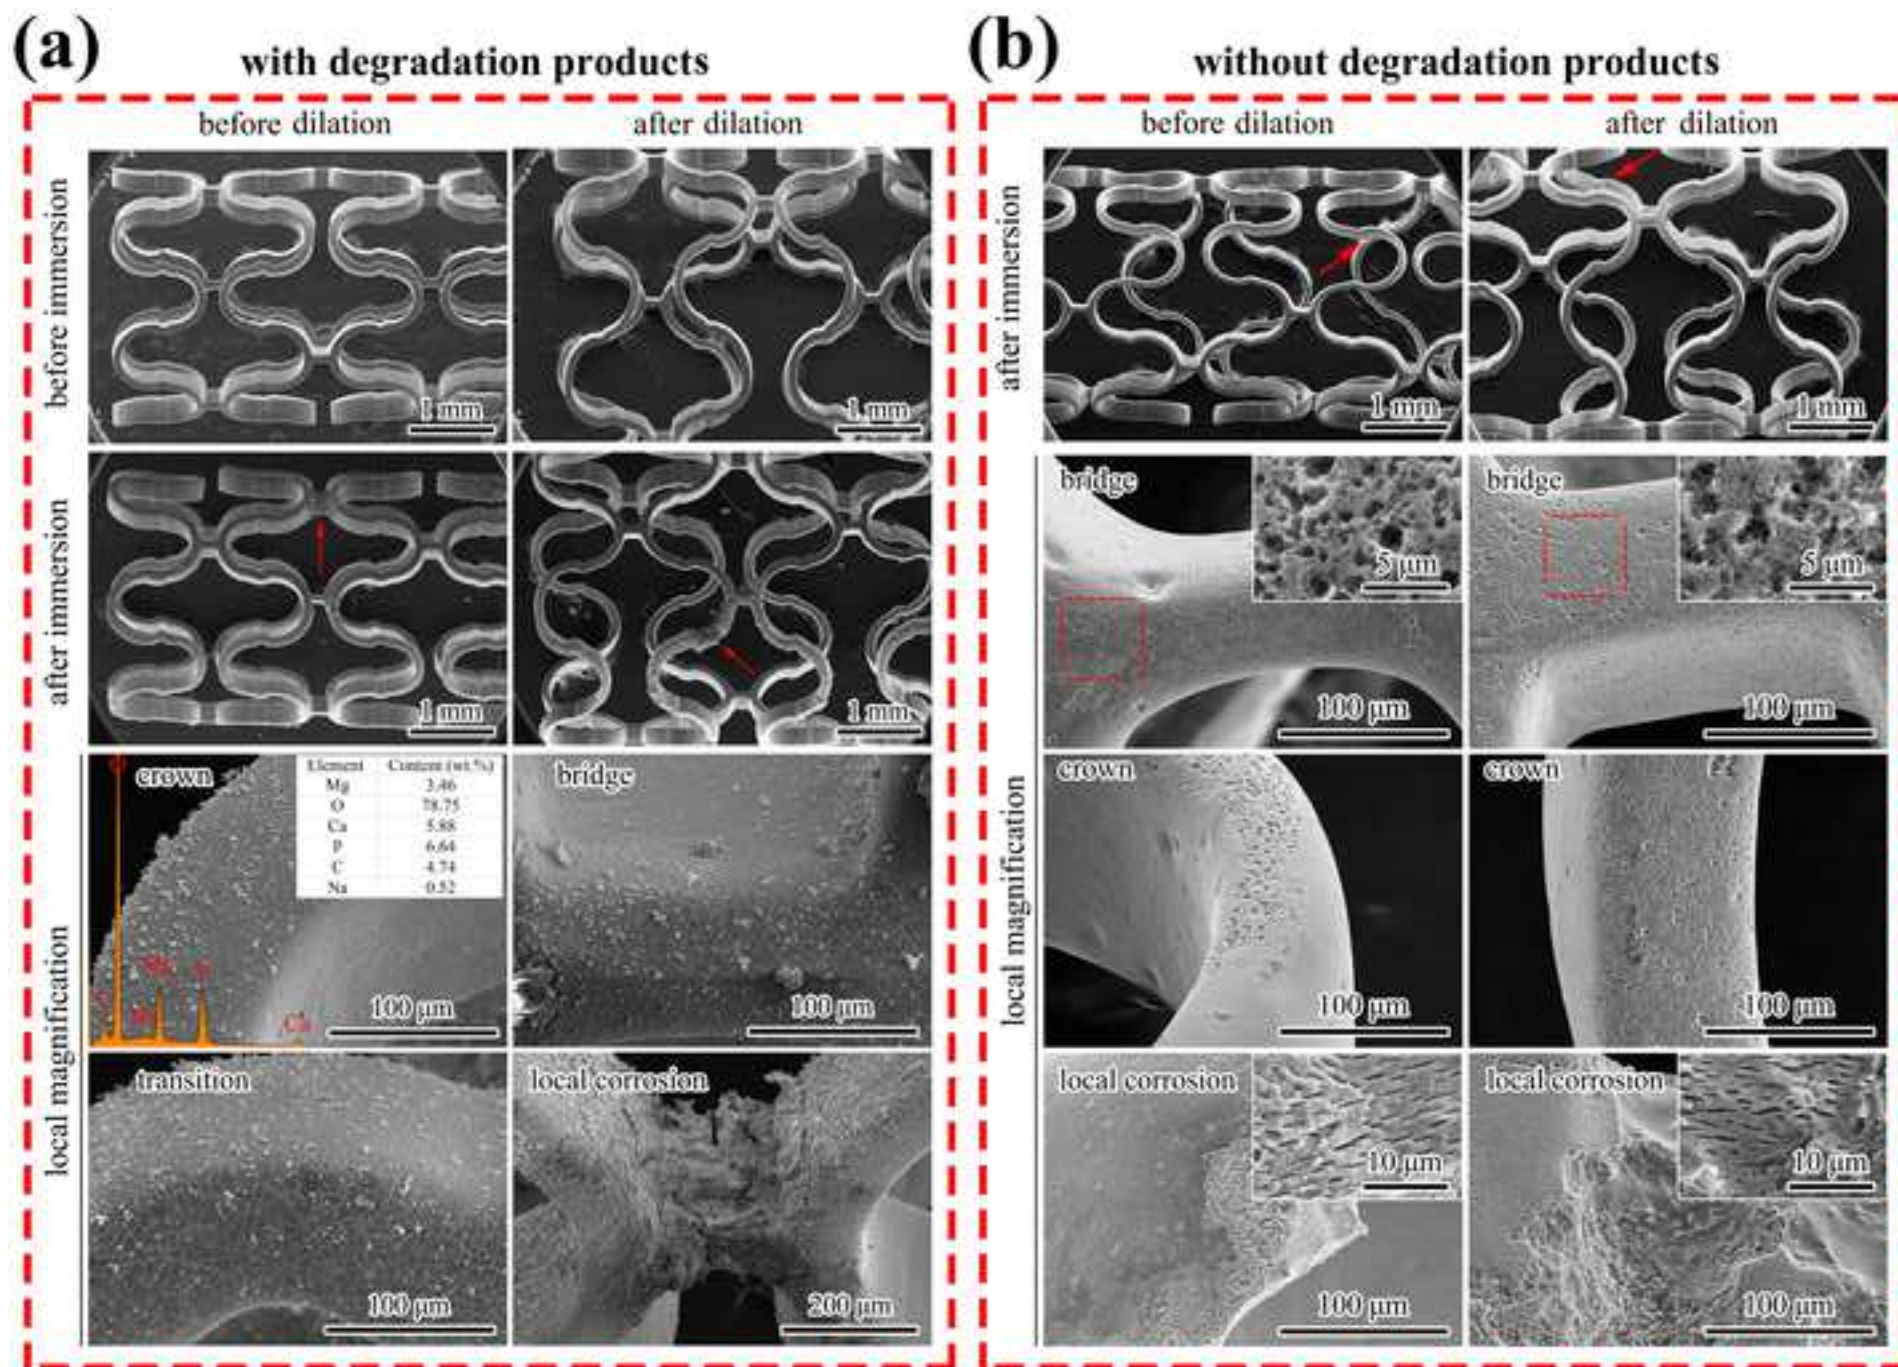 (a)
with degradation products
before dilation
after dilation
before immersion
1 mm
1 mm
after immersion
1 mm
1 mm
local magnification
crown
Element Content (wt.%)
Mg 3.46
O 78.75
Ca 5.88
P 6.64
C 4.74
Na 0.52
Ca
100 μm
bridge
100 μm
transition
100 μm
local corrosion
200 μm
(b)
without degradation products
before dilation
after dilation
after immersion
1 mm
1 mm
local magnification
bridge
5 μm
100 μm
bridge
5 μm
100 μm
crown
100 μm
crown
100 μm
local corrosion
10 μm
100 μm
local corrosion
10 μm
100 μm